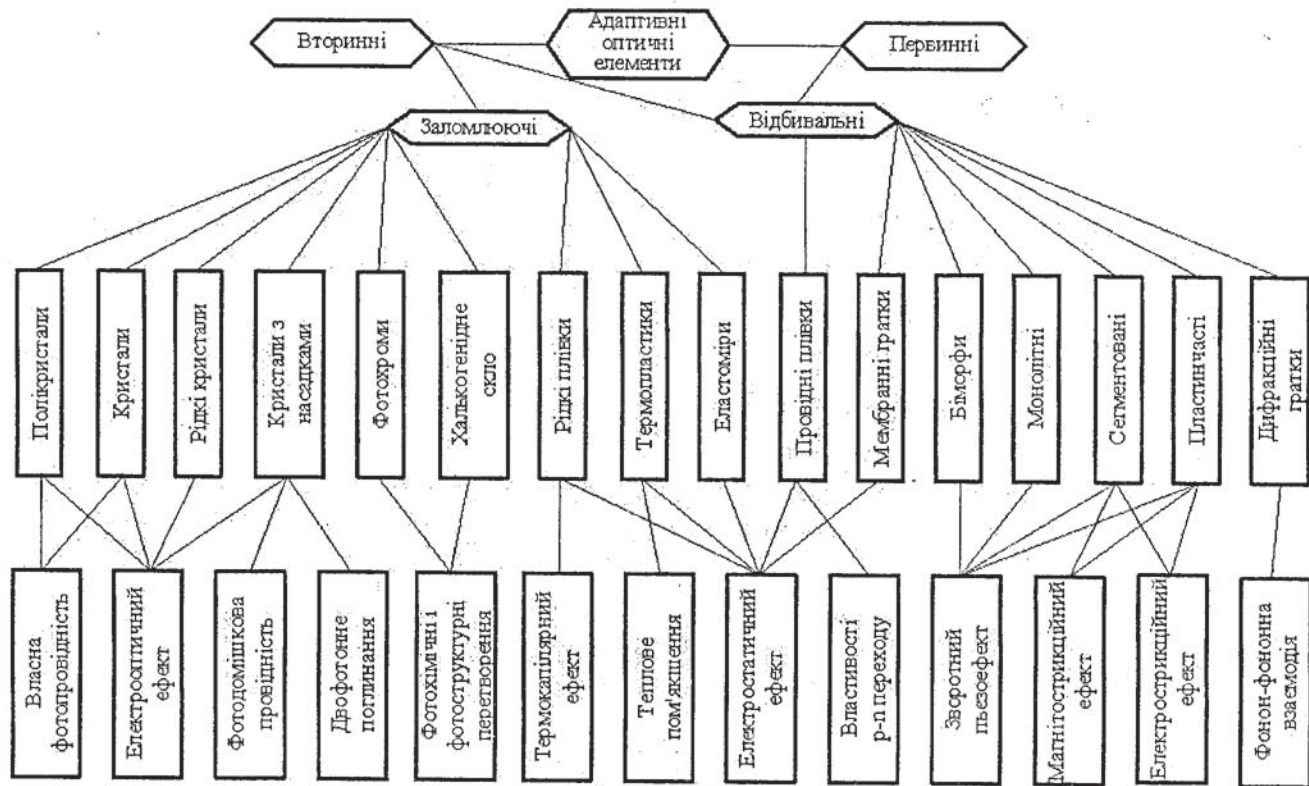 Вторинні
Адаптивні
оптичні
елементи
Первинні
Заломлюючі
Відбивальні
Полікристали
Кристали
Рідкі кристали
Кристали з
насадками
Фотохроми
Халькогенідне
скло
Рідкі плівки
Термопластики
Еластоміри
Провідні плівки
Мембранні гратки
Біморфи
Монолітні
Сегментовані
Пластинчасті
Дифракційні
гратки
Власна
фотопровідність
Електрооптичний
ефект
Фотодомішкова
провідність
Двофотонне
поглинання
Фотохімічні і
фотоструктурні
перетворення
Термокапілярний
ефект
Теплове
пом'якшення
Електростатичний
ефект
Властивості
p-n переходу
Зворотний
пьезоефект
Магнітострикційний
ефект
Електрострикційний
ефект
Фонон-фононна
взаємодія